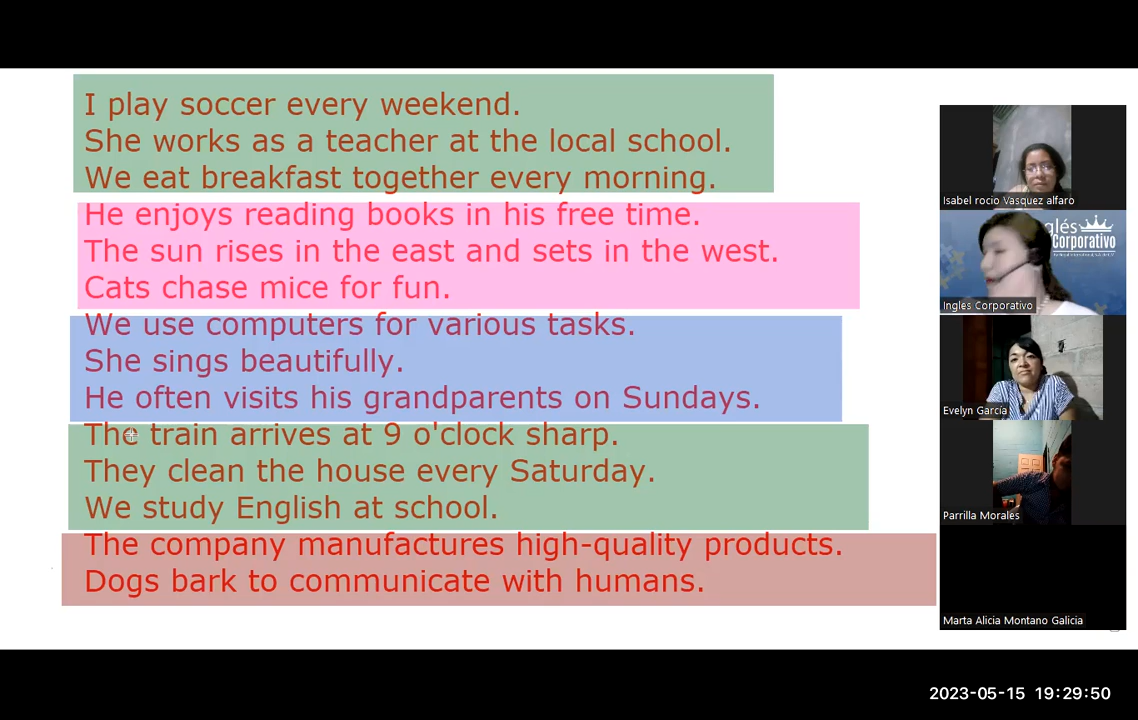 I play soccer every weekend.
She works as a teacher at the local school.
We eat breakfast together every morning.
He enjoys reading books in his free time.
The sun rises in the east and sets in the west.
Cats chase mice for fun.
We use computers for various tasks.
She sings beautifully.
He often visits his grandparents on Sundays.
The train arrives at 9 o'clock sharp.
They clean the house every Saturday.
We study English at school.
The company manufactures high-quality products.
Dogs bark to communicate with humans.
Isabel rocio Vasquez alfaro
glés
Corporativo
Inglés Corporativo
Evelyn García
Parrilla Morales
Marta Alicia Montano Galicia
2023-05-15 19:29:50